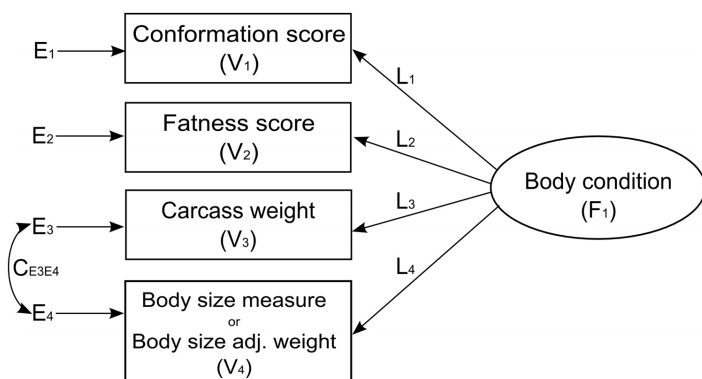 Conformation score
(V1)
E1
L1
Fatness score
(V2)
E2
L2
Body condition
(F1)
Carcass weight
(V3)
E3
L3
CE3E4
Body size measure
or
Body size adj. weight
(V4)
E4
L4